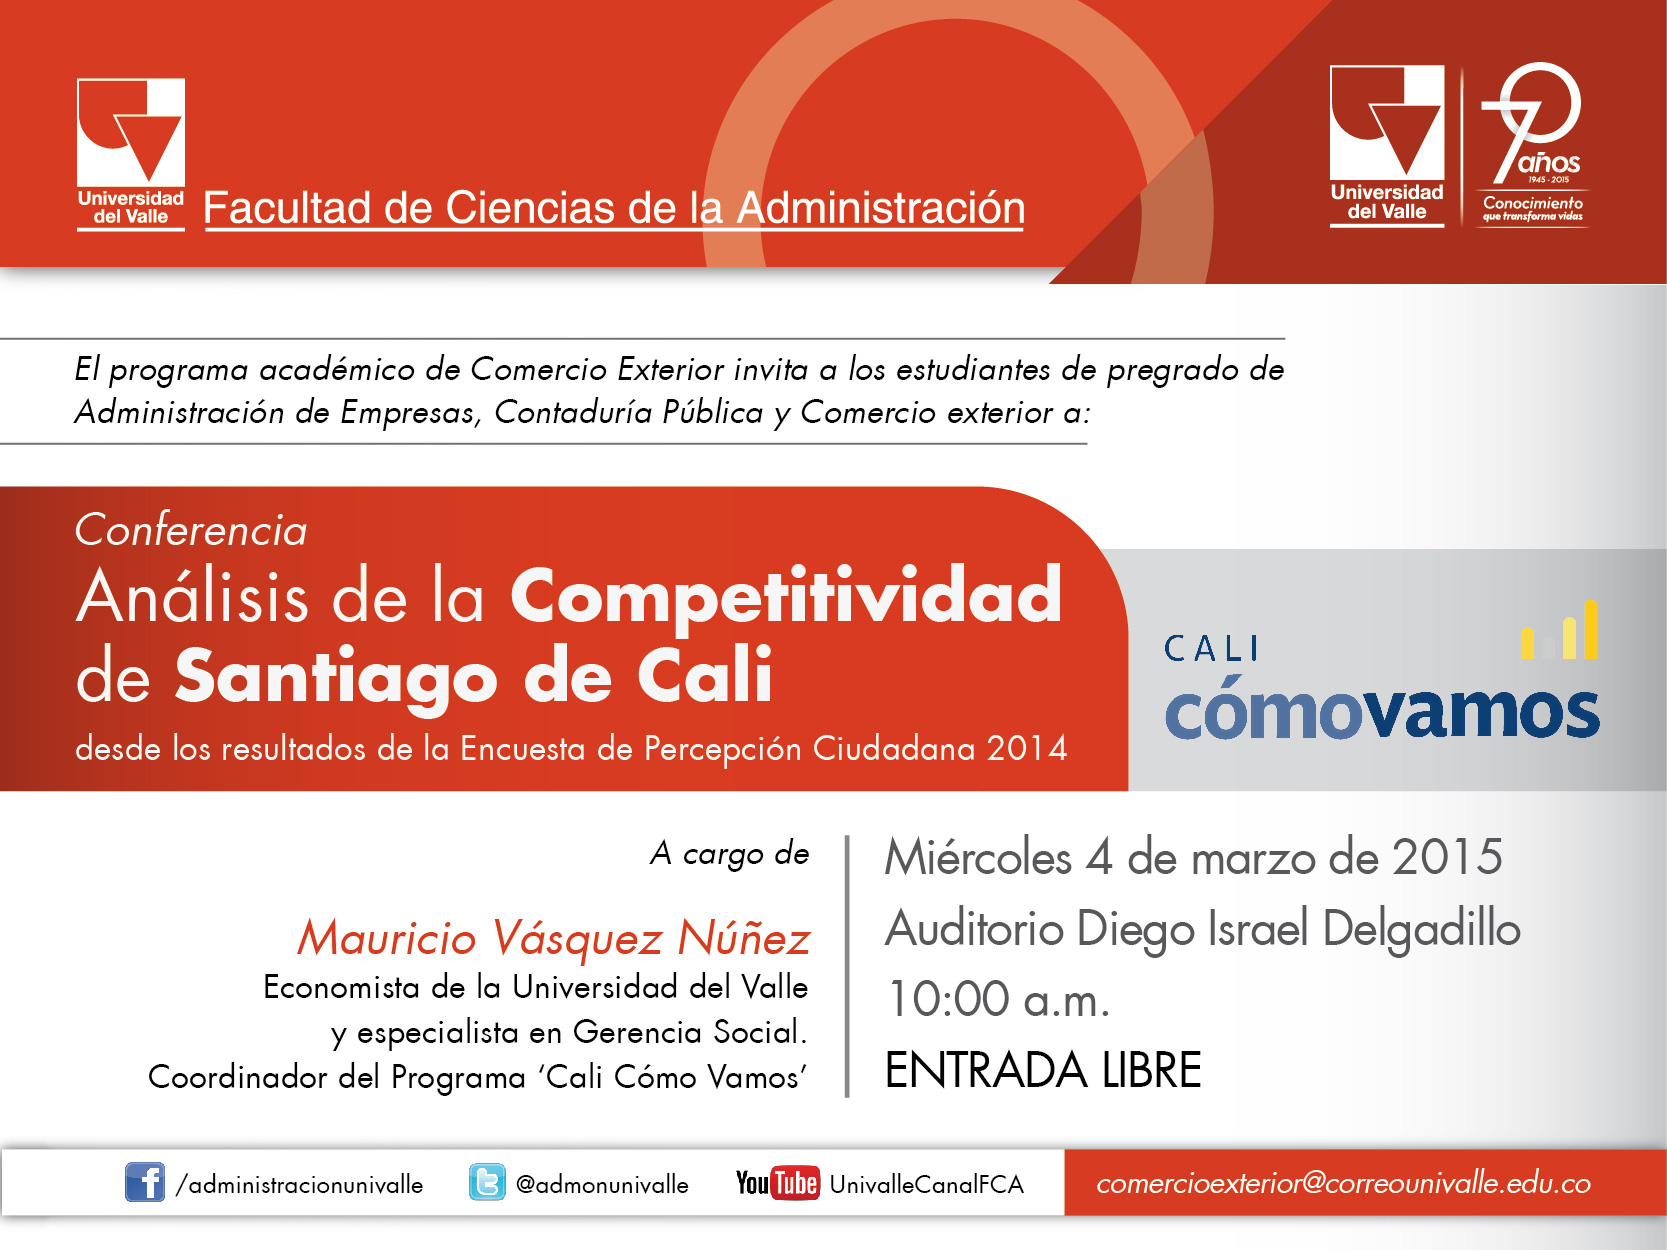 Universidad
del Valle
Facultad de Ciencias de la Administración
Universidad
del Valle
70
años
1945 - 2015
Conocimiento
que transforma vidas
El programa académico de Comercio Exterior invita a los estudiantes de pregrado de
Administración de Empresas, Contaduría Pública y Comercio exterior a:
Conferencia
Análisis de la Competitividad
de Santiago de Cali
desde los resultados de la Encuesta de Percepción Ciudadana 2014
CALI
cómovamos
A cargo de
Mauricio Vásquez Núñez
Economista de la Universidad del Valle
y especialista en Gerencia Social.
Coordinador del Programa ‘Cali Cómo Vamos’
Miércoles 4 de marzo de 2015
Auditorio Diego Israel Delgadillo
10:00 a.m.
ENTRADA LIBRE
f /administracionunivalle
t @admonunivalle
YouTube UnivalleCanalFCA
comercioexterior@correounivalle.edu.co